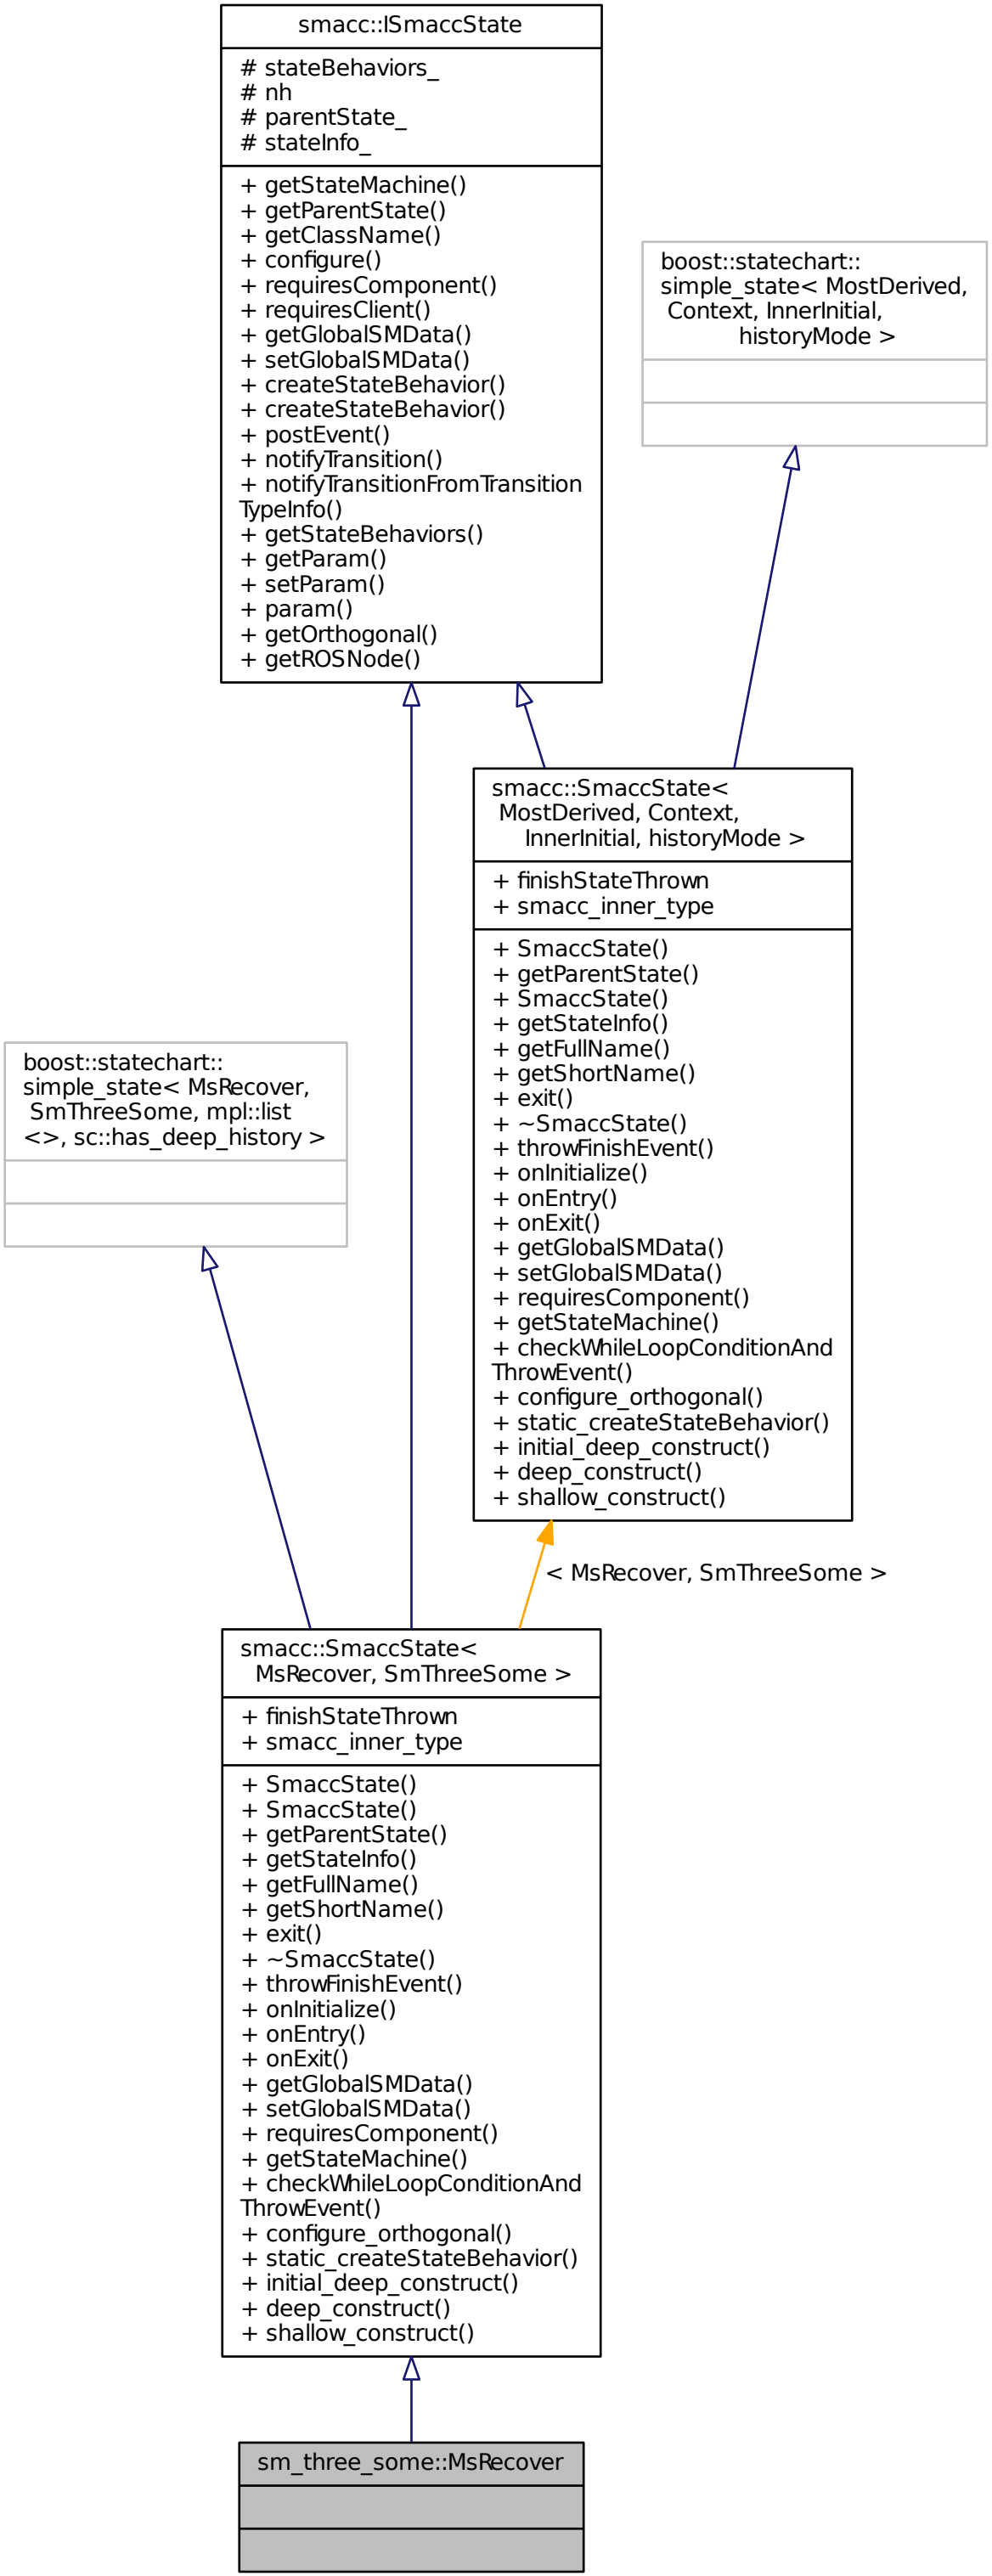 smacc::ISmaccState
# stateBehaviors_
# nh
# parentState_
# stateInfo_
+ getStateMachine()
+ getParentState()
+ getClassName()
+ configure()
+ requiresComponent()
+ requiresClient()
+ getGlobalSMData()
+ setGlobalSMData()
+ createStateBehavior()
+ createStateBehavior()
+ postEvent()
+ notifyTransition()
+ notifyTransitionFromTransition
TypeInfo()
+ getStateBehaviors()
+ getParam()
+ setParam()
+ param()
+ getOrthogonal()
+ getROSNode()
boost::statechart::
simple_state< MostDerived,
Context, InnerInitial,
historyMode >
smacc::SmaccState<
MostDerived, Context,
InnerInitial, historyMode >
+ finishStateThrown
+ smacc_inner_type
+ SmaccState()
+ getParentState()
+ SmaccState()
+ getStateInfo()
+ getFullName()
+ getShortName()
+ exit()
+ ~SmaccState()
+ throwFinishEvent()
+ onInitialize()
+ onEntry()
+ onExit()
+ getGlobalSMData()
+ setGlobalSMData()
+ requiresComponent()
+ getStateMachine()
+ checkWhileLoopConditionAnd
ThrowEvent()
+ configure_orthogonal()
+ static_createStateBehavior()
+ initial_deep_construct()
+ deep_construct()
+ shallow_construct()
boost::statechart::
simple_state< MsRecover,
SmThreeSome, mpl::list
<>, sc::has_deep_history >
< MsRecover, SmThreeSome >
smacc::SmaccState<
MsRecover, SmThreeSome >
+ finishStateThrown
+ smacc_inner_type
+ SmaccState()
+ SmaccState()
+ getParentState()
+ getStateInfo()
+ getFullName()
+ getShortName()
+ exit()
+ ~SmaccState()
+ throwFinishEvent()
+ onInitialize()
+ onEntry()
+ onExit()
+ getGlobalSMData()
+ setGlobalSMData()
+ requiresComponent()
+ getStateMachine()
+ checkWhileLoopConditionAnd
ThrowEvent()
+ configure_orthogonal()
+ static_createStateBehavior()
+ initial_deep_construct()
+ deep_construct()
+ shallow_construct()
sm_three_some::MsRecover